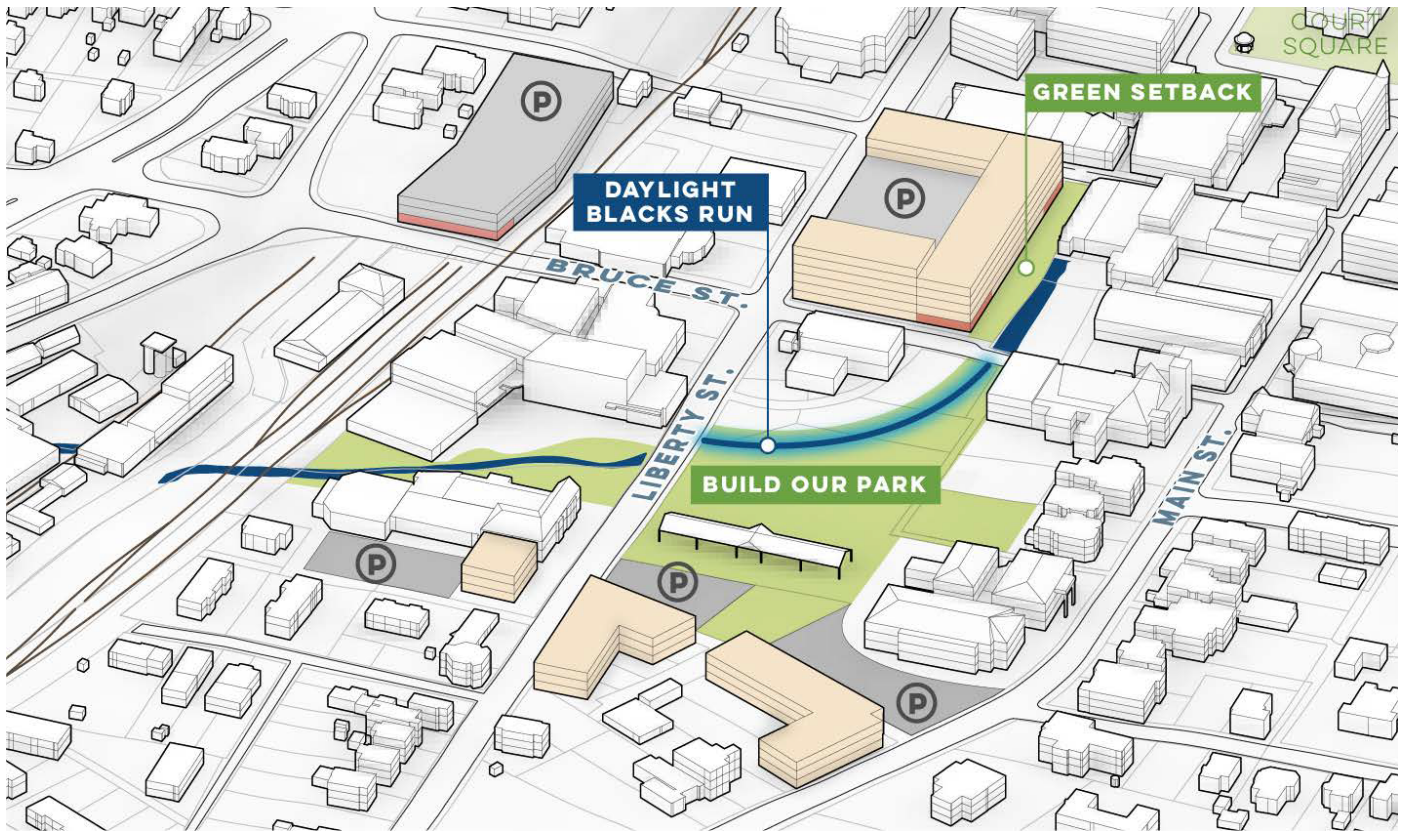 COURT
SQUARE
GREEN SETBACK
P
DAYLIGHT
BLACKS RUN
P
BRUCE ST.
LIBERTY ST.
BUILD OUR PARK
MAIN ST.
P
P
P